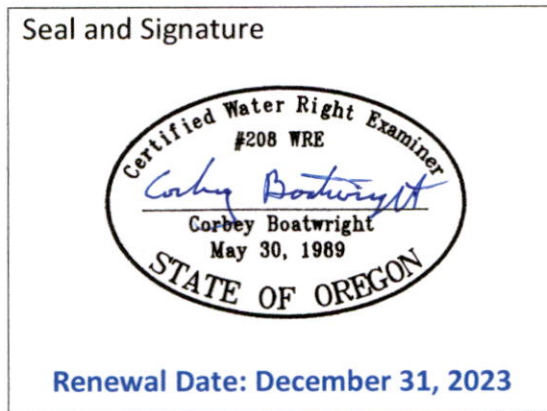 Seal and Signature
Certified Water Right Examiner
#208 WRE
Corbey Boatwright
Corbey Boatwright
May 30, 1989
STATE OF OREGON
Renewal Date: December 31, 2023